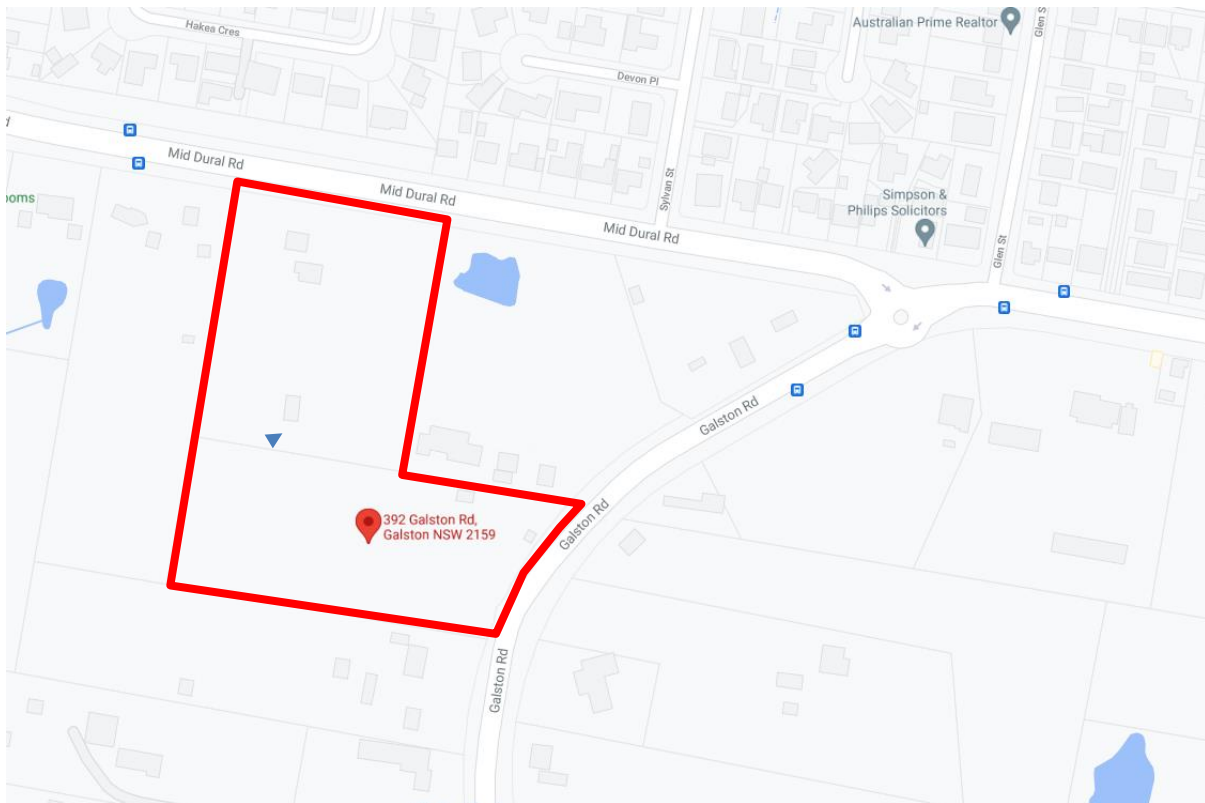 Hakea Cres
Australian Prime Realtor
Glen S
Devon Pl
Mid Dural Rd
Mid Dural Rd
Sylvan St
Simpson &
Philips Solicitors
ooms
Mid Dural Rd
Glen St
Galston Rd
392 Galston Rd,
Galston NSW 2159
Galston Rd
Galston Rd